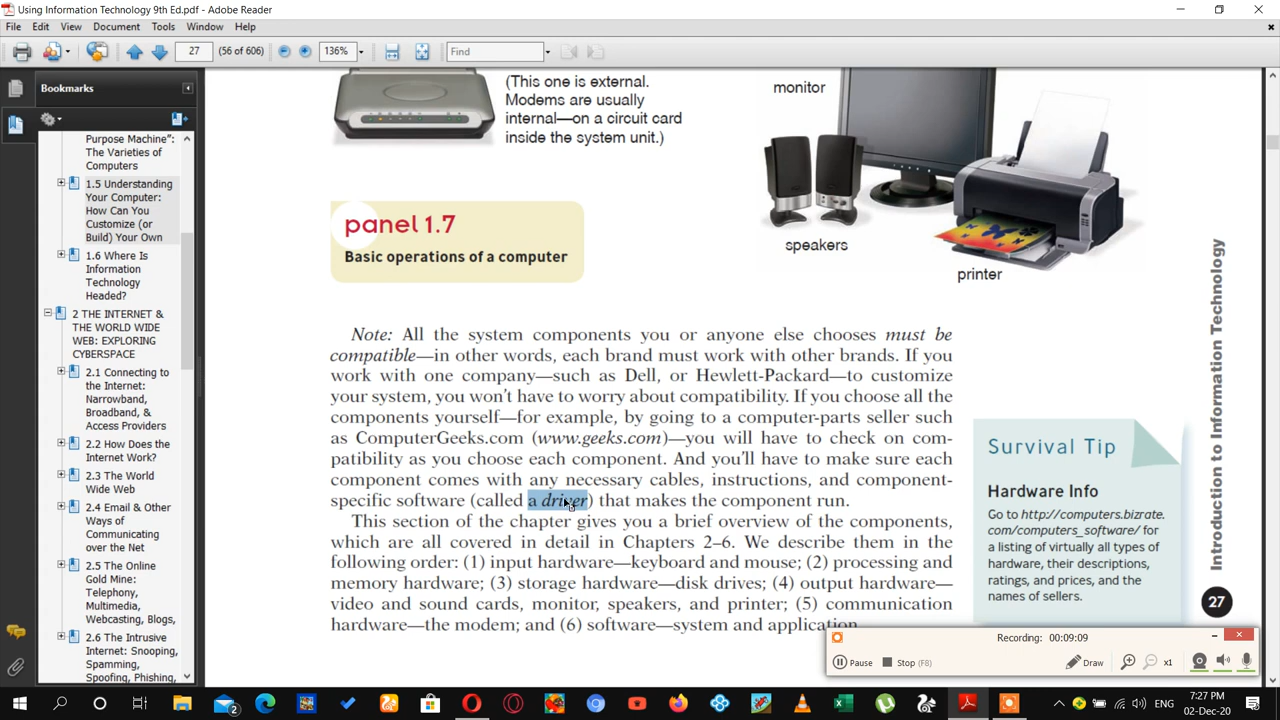 Using Information Technology 9th Ed.pdf - Adobe Reader
File Edit View Document Tools Window Help
27 (56 of 606) 136% Find
Bookmarks
Purpose Machine":
The Varieties of
Computers
1.5 Understanding
Your Computer:
How Can You
Customize (or
Build) Your Own
1.6 Where Is
Information
Technology
Headed?
2 THE INTERNET &
THE WORLD WIDE
WEB: EXPLORING
CYBERSPACE
2.1 Connecting to
the Internet:
Narrowband,
Broadband, &
Access Providers
2.2 How Does the
Internet Work?
2.3 The World
Wide Web
2.4 Email & Other
Ways of
Communicating
over the Net
2.5 The Online
Gold Mine:
Telephony,
Multimedia,
Webcasting, Blogs,
2.6 The Intrusive
Internet: Snooping,
Spamming,
Spoofing, Phishing,
(This one is external.
Modems are usually
internal—on a circuit card
inside the system unit.)
monitor
speakers
printer
panel 1.7
Basic operations of a computer
Note: All the system components you or anyone else chooses must be
compatible—in other words, each brand must work with other brands. If you
work with one company—such as Dell, or Hewlett-Packard—to customize
your system, you won't have to worry about compatibility. If you choose all the
components yourself—for example, by going to a computer-parts seller such
as ComputerGeeks.com (www.geeks.com)—you will have to check on com-
patibility as you choose each component. And you'll have to make sure each
component comes with any necessary cables, instructions, and component-
specific software (called a driver) that makes the component run.
This section of the chapter gives you a brief overview of the components,
which are all covered in detail in Chapters 2–6. We describe them in the
following order: (1) input hardware—keyboard and mouse; (2) processing and
memory hardware; (3) storage hardware—disk drives; (4) output hardware—
video and sound cards, monitor, speakers, and printer; (5) communication
hardware—the modem; and (6) software—system and application.
Survival Tip
Hardware Info
Go to http://computers.bizrate.
com/computers_software/ for
a listing of virtually all types of
hardware, their descriptions,
ratings, and prices, and the
names of sellers.
Introduction to Information Technology
27
Recording: 00:09:09
Pause Stop (F8) Draw x1
2
7:27 PM
02-Dec-20